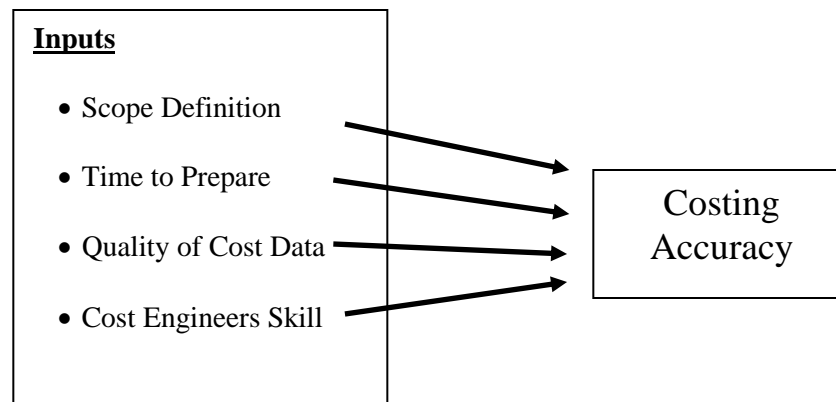 Inputs
• Scope Definition
• Time to Prepare
• Quality of Cost Data
• Cost Engineers Skill
Costing
Accuracy